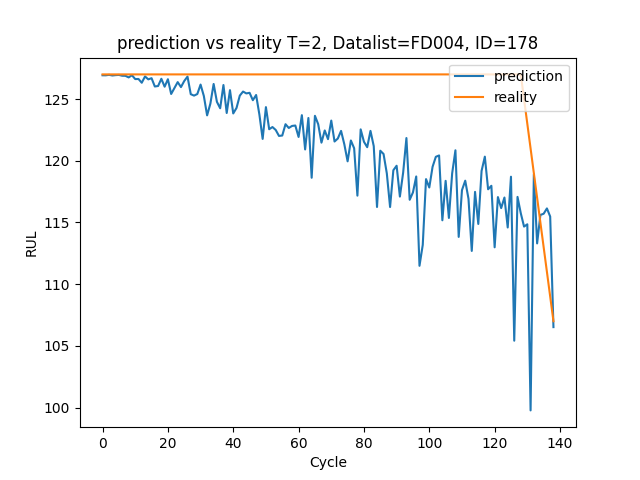 prediction vs reality T=2, Datalist=FD004, ID=178
prediction
reality
125
120
115
110
105
100
RUL
0 20 40 60 80 100 120 140
Cycle